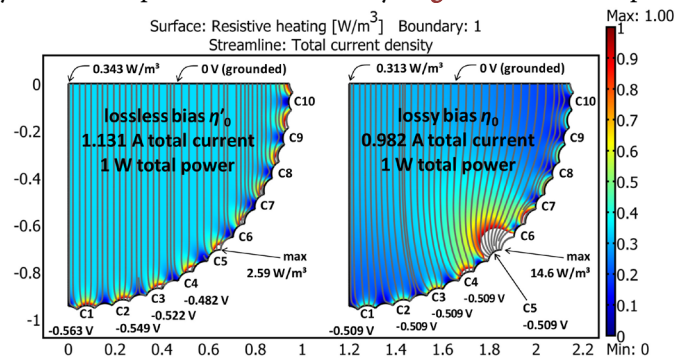 Surface: Resistive heating [W/m³]   Boundary: 1
Streamline: Total current density
Max: 1.00
0.343 W/m³
0 V (grounded)
0.313 W/m³
0 V (grounded)
lossless bias η′₀
1.131 A total current
1 W total power
lossy bias η₀
0.982 A total current
1 W total power
C10
C9
C8
C7
C6
C5
C4
C3
C2
C1
max
2.59 W/m³
-0.482 V
-0.522 V
-0.549 V
-0.563 V
C10
C9
C8
C7
C6
C4
C3
C2
C1
max
14.6 W/m³
C5
-0.509 V
-0.509 V
-0.509 V
-0.509 V
-0.509 V
0
-0.2
-0.4
-0.6
-0.8
-1
0 0.2 0.4 0.6 0.8 1 1.2 1.4 1.6 1.8 2 2.2
1
0.9
0.8
0.7
0.6
0.5
0.4
0.3
0.2
0.1
0
Min: 0